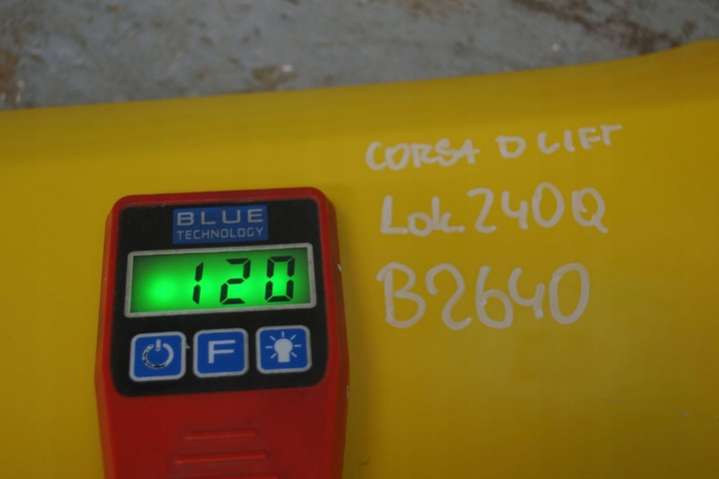 CORSA D LIFT
Lok. 240Q
B2640
BLUE
TECHNOLOGY
120
F